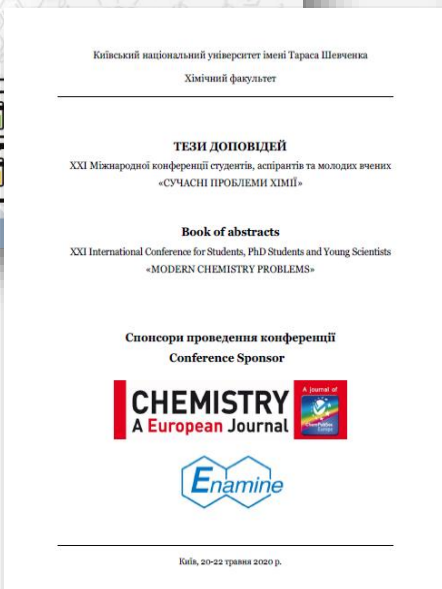 Київський національний університет імені Тараса Шевченка
Хімічний факультет
ТЕЗИ ДОПОВІДЕЙ
XXI Міжнародної конференції студентів, аспірантів та молодих вчених
«СУЧАСНІ ПРОБЛЕМИ ХІМІЇ»
Book of abstracts
XXI International Conference for Students, PhD Students and Young Scientists
«MODERN CHEMISTRY PROBLEMS»
Спонсори проведення конференції
Conference Sponsor
CHEMISTRY
A European Journal
A journal of
Enamine
Київ, 20-22 травня 2020 р.